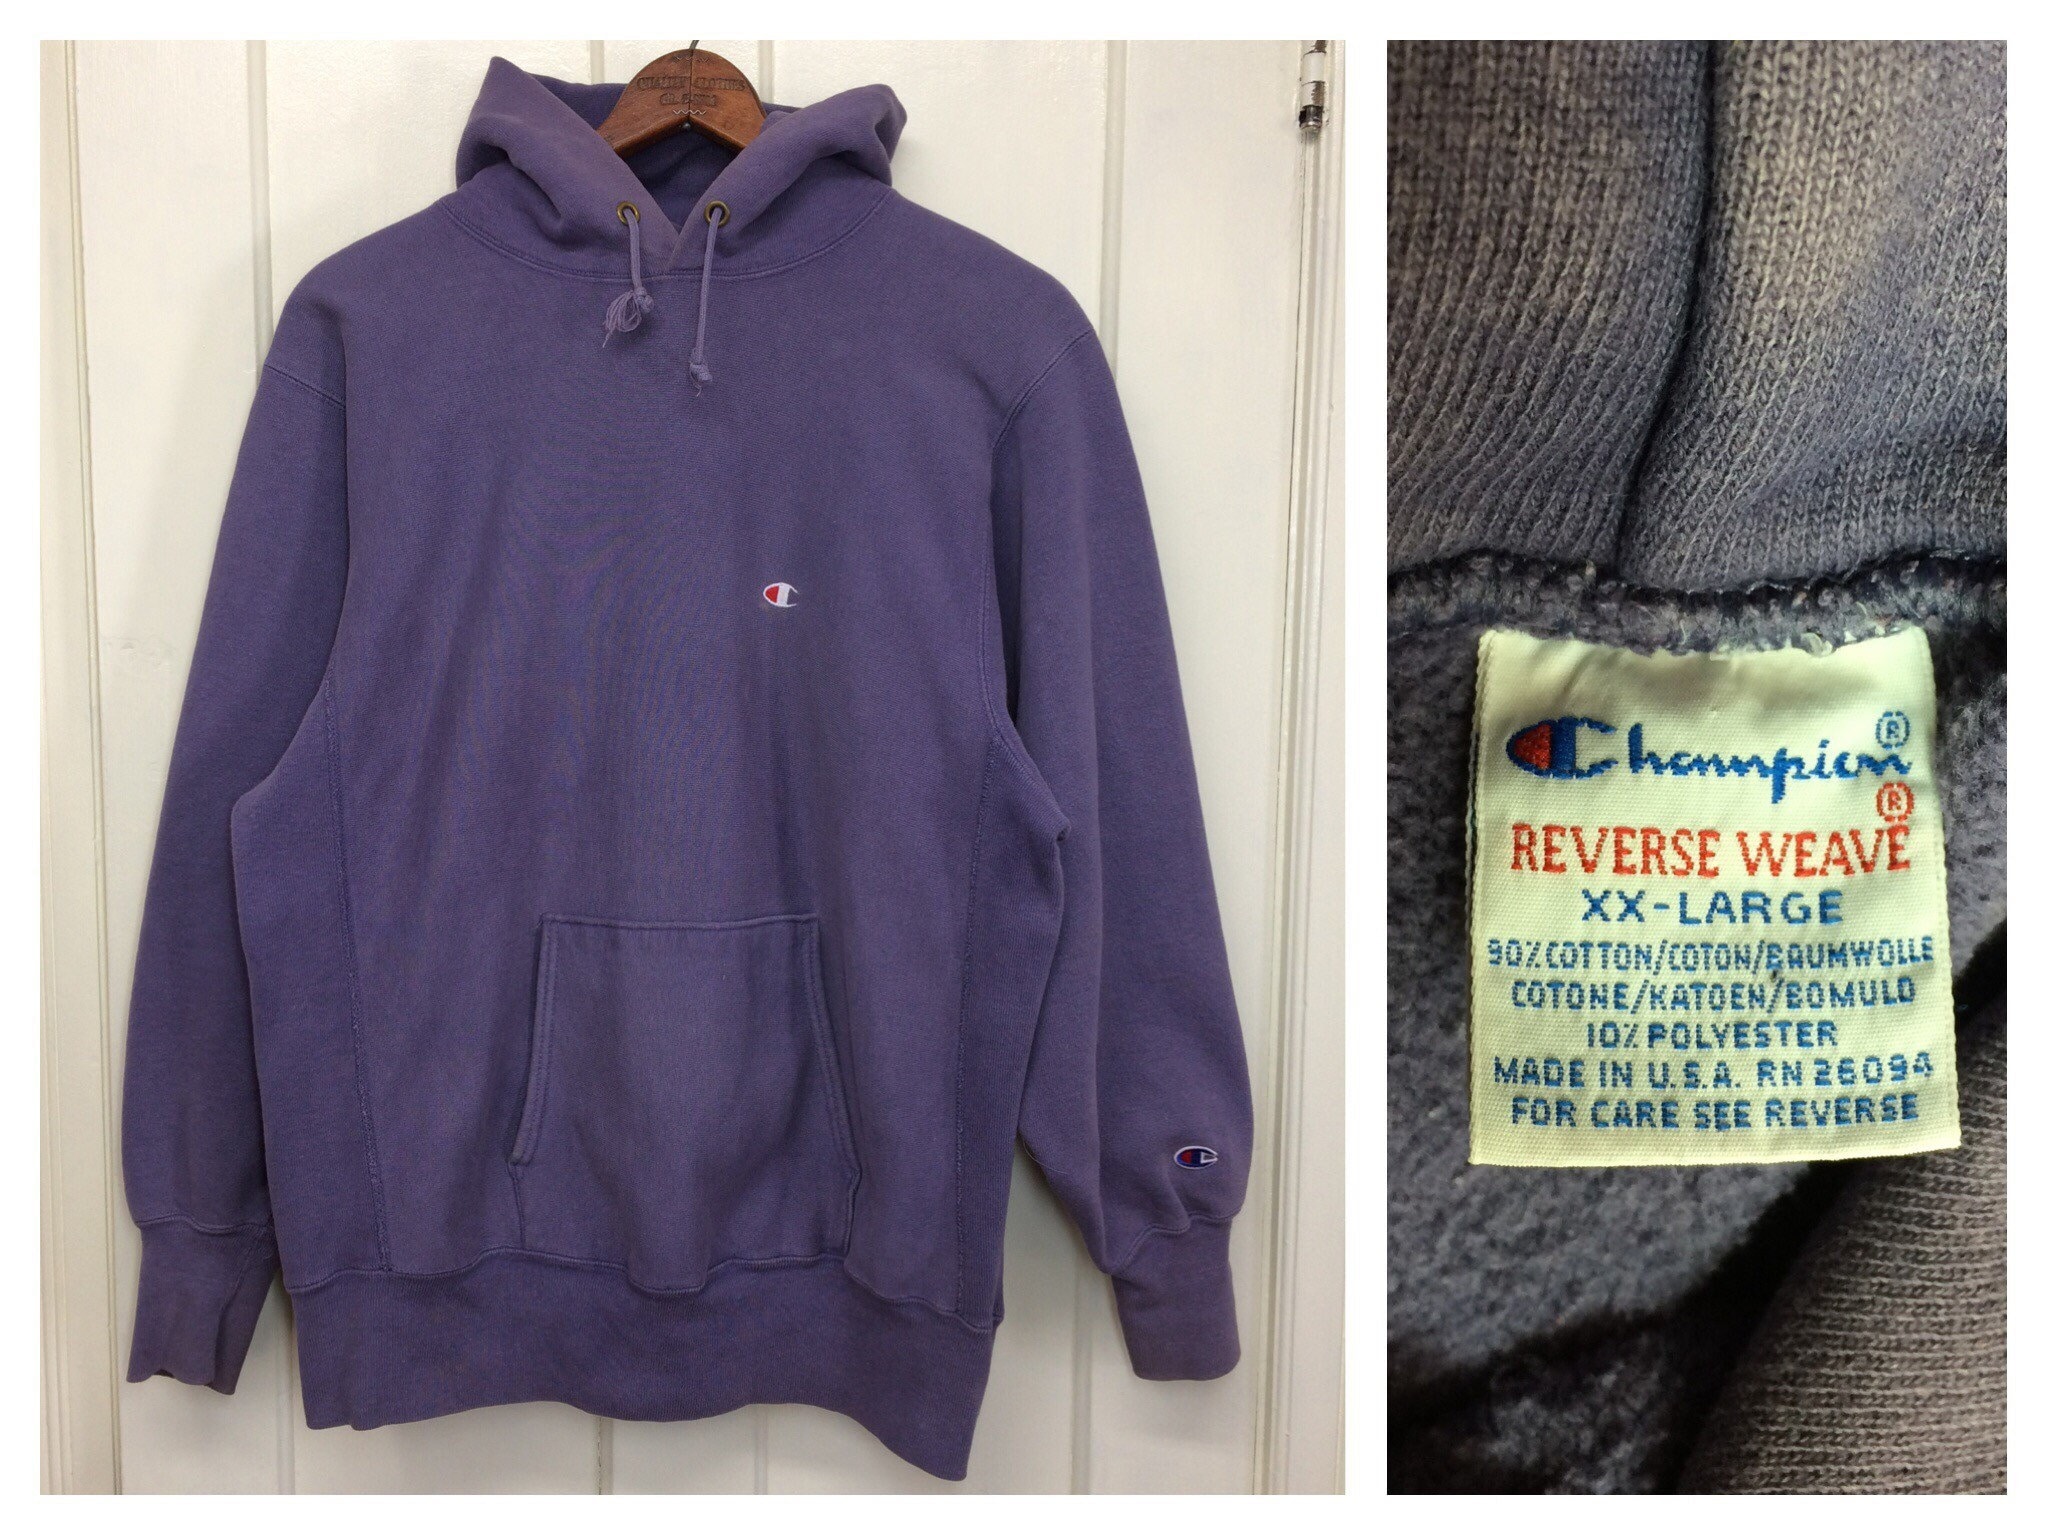 Champion®
REVERSE WEAVE®
XX-LARGE
90% COTTON/COTON/BAUMWOLLE
COTONE/KATOEN/BOMULD
10% POLYESTER
MADE IN U.S.A. RN 26094
FOR CARE SEE REVERSE